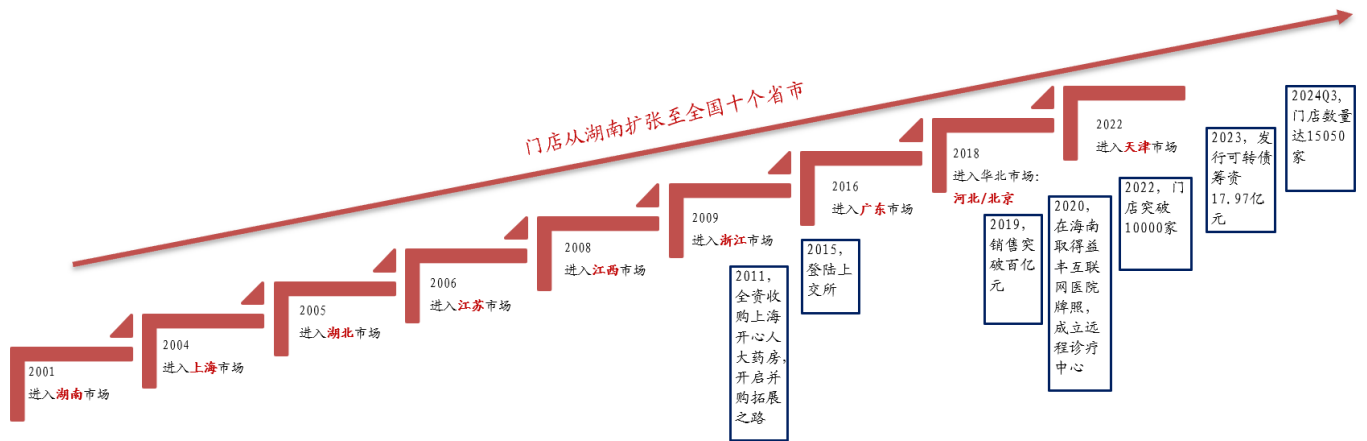 门店从湖南扩张至全国十个省市
2001
进入湖南市场
2004
进入上海市场
2005
进入湖北市场
2006
进入江苏市场
2008
进入江西市场
2009
进入浙江市场
2016
进入广东市场
2018
进入华北市场:
河北/北京
2022
进入天津市场
2011,
全资收
购上海
开心人
大药房,
开启并
购拓展
之路
2015,
登陆上
交所
2019,
销售突
破百亿
元
2020,
在海南
取得益
丰互联
网医院
牌照,
成立远
程诊疗
中心
2022, 门
店突破
10000家
2023, 发
行可转债
筹资
17.97亿
元
2024Q3,
门店数量
达15050
家